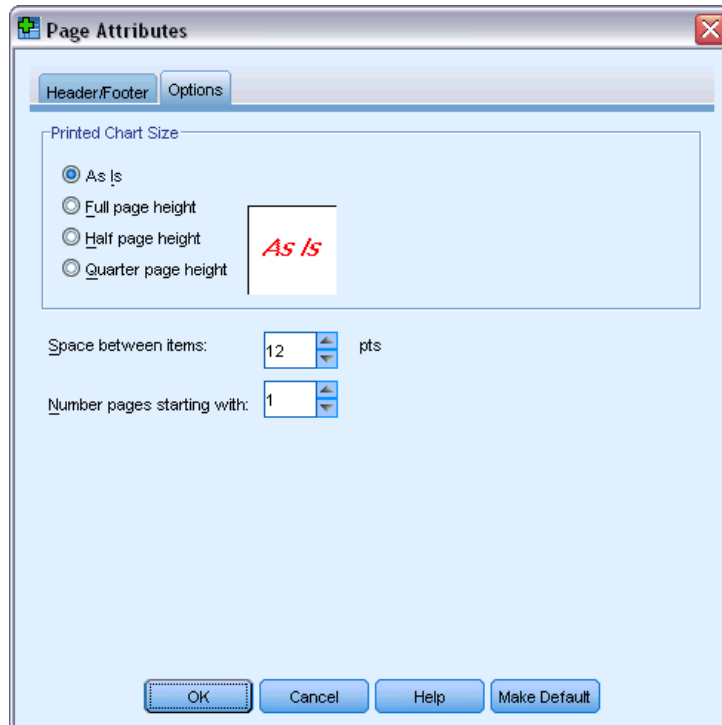 Page Attributes
Header/Footer Options
Printed Chart Size
As Is
Full page height
Half page height
Quarter page height
As Is
Space between items: 12 pts
Number pages starting with: 1
OK Cancel Help Make Default